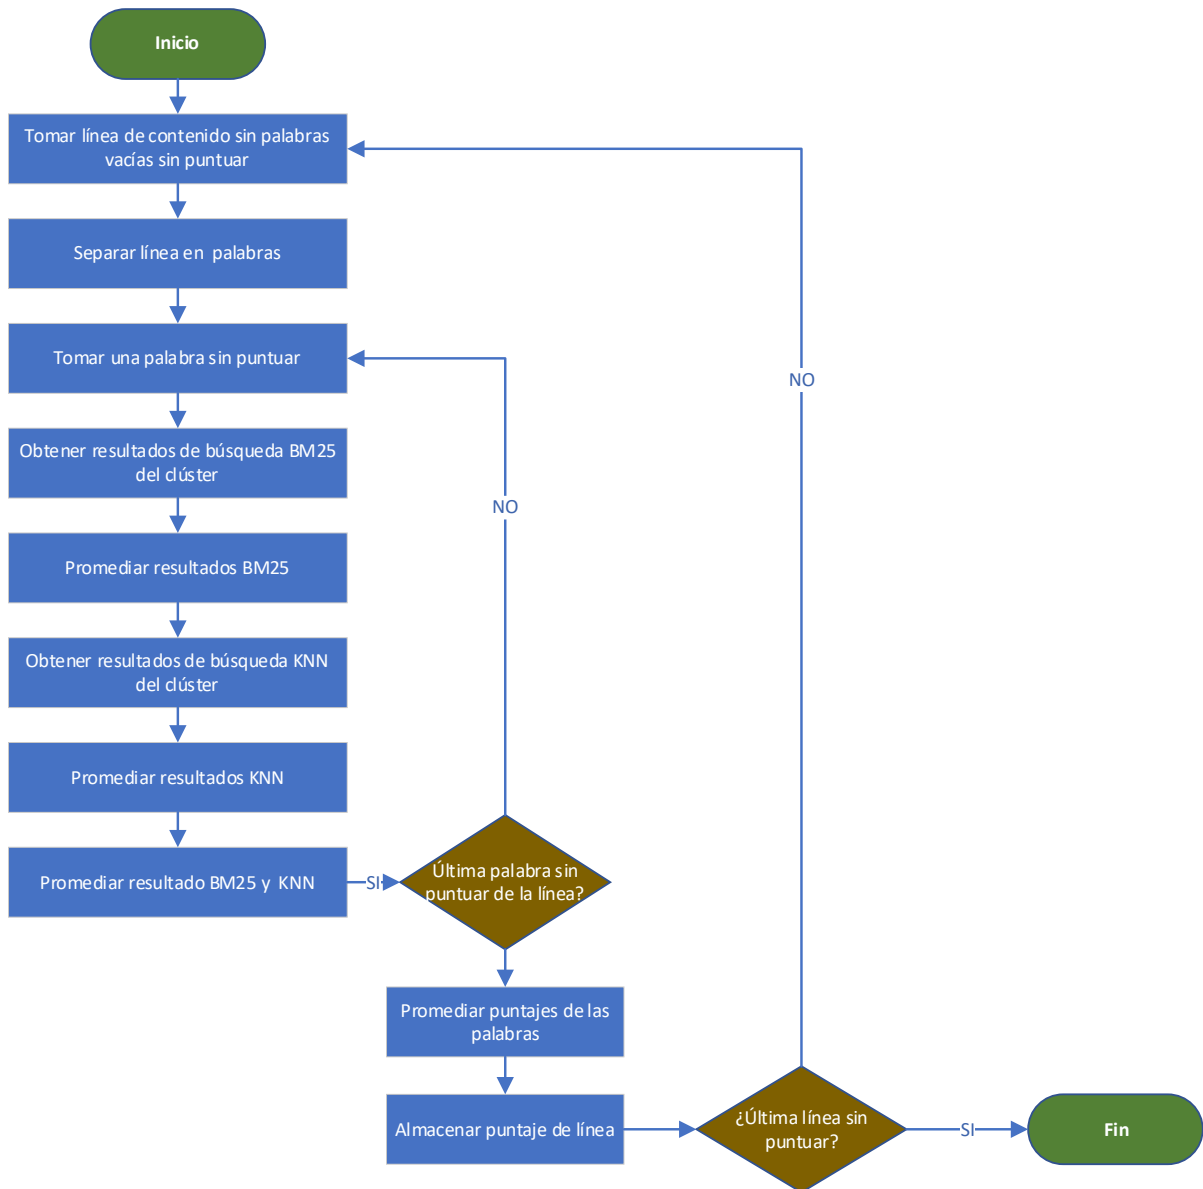 Inicio
Tomar línea de contenido sin palabras
vacías sin puntuar
Separar línea en palabras
Tomar una palabra sin puntuar
NO
Obtener resultados de búsqueda BM25
del clúster
NO
Promediar resultados BM25
Obtener resultados de búsqueda KNN
del clúster
Promediar resultados KNN
Promediar resultado BM25 y KNN
SI
Última palabra sin
puntuar de la línea?
Promediar puntajes de las
palabras
Almacenar puntaje de línea
¿Última línea sin
puntuar?
SI
Fin